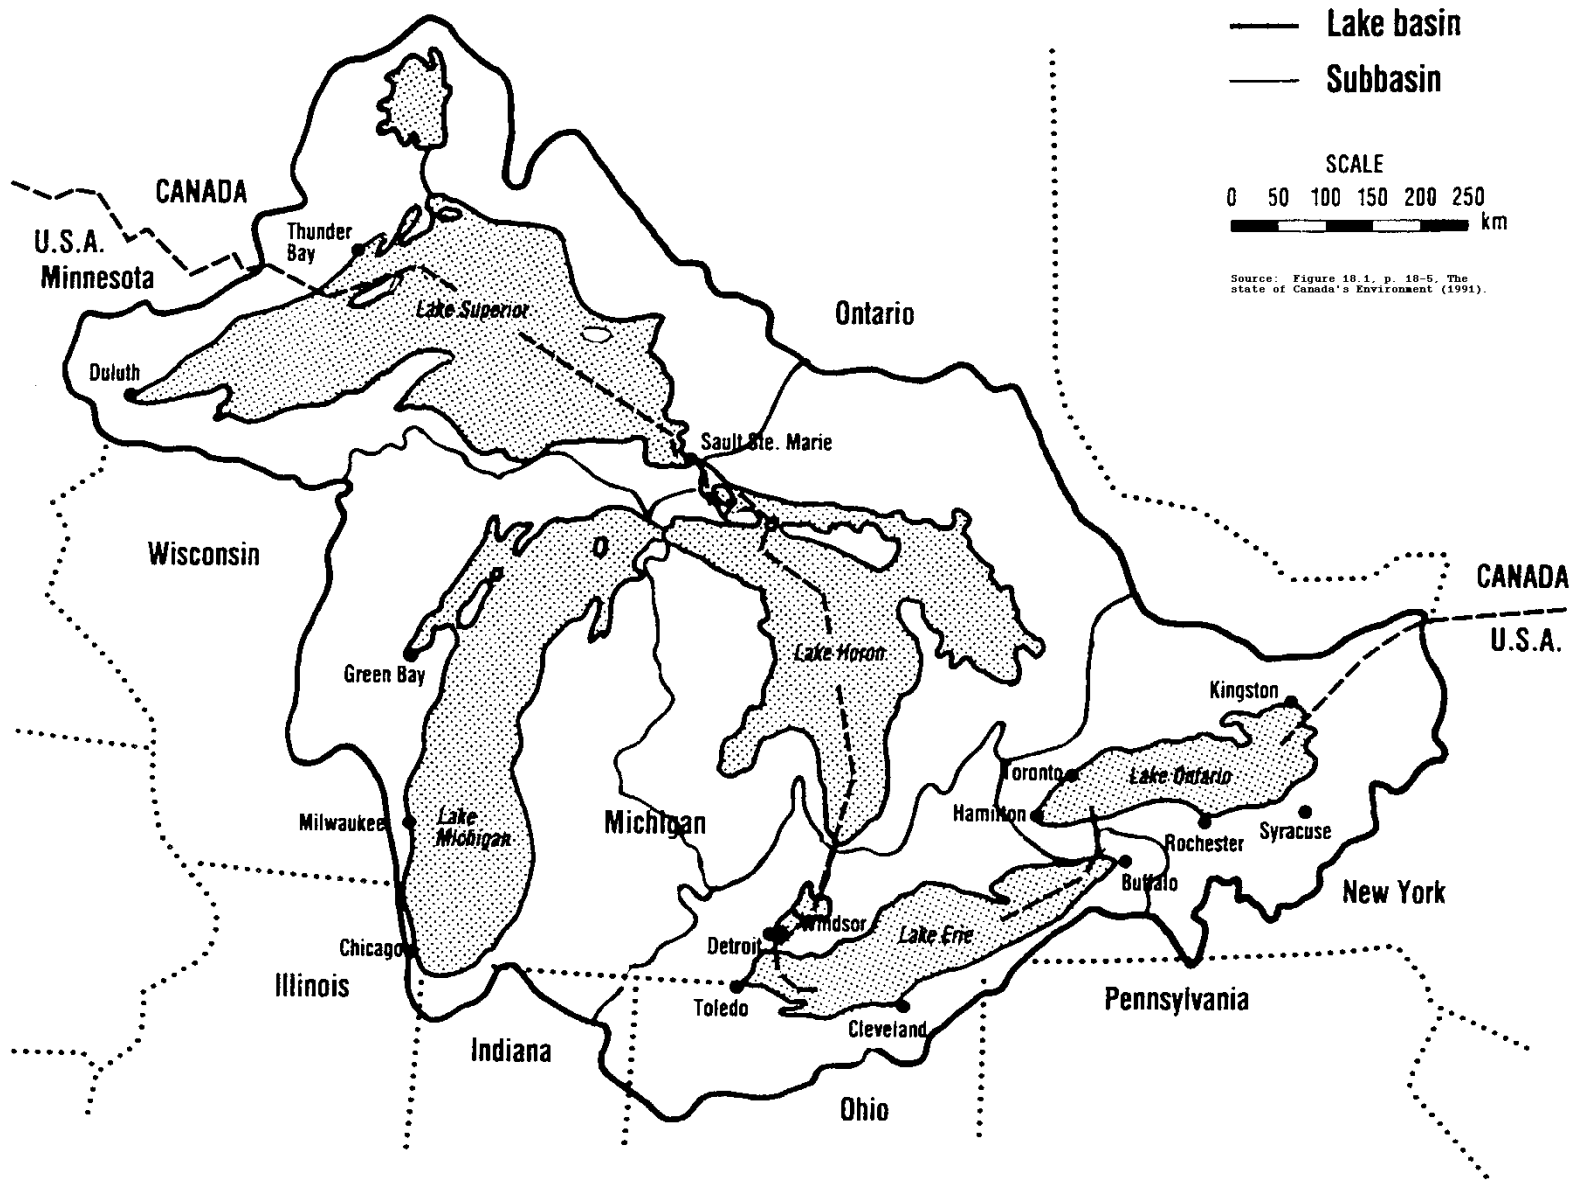 Lake basin
Subbasin
SCALE
0 50 100 150 200 250
km
Source: Figure 18.1, p. 18-5, The
state of Canada's Environment (1991).
CANADA
U.S.A.
Minnesota
Thunder
Bay
Lake Superior
Ontario
Duluth
Sault Ste. Marie
Wisconsin
CANADA
U.S.A.
Green Bay
Lake Horon
Kingston
Toronto
Lake Ontario
Hamilton
Milwaukee
Lake
Michigan
Michigan
Rochester
Syracuse
Buffalo
New York
Windsor
Detroit
Lake Erie
Chicago
Illinois
Toledo
Cleveland
Pennsylvania
Indiana
Ohio